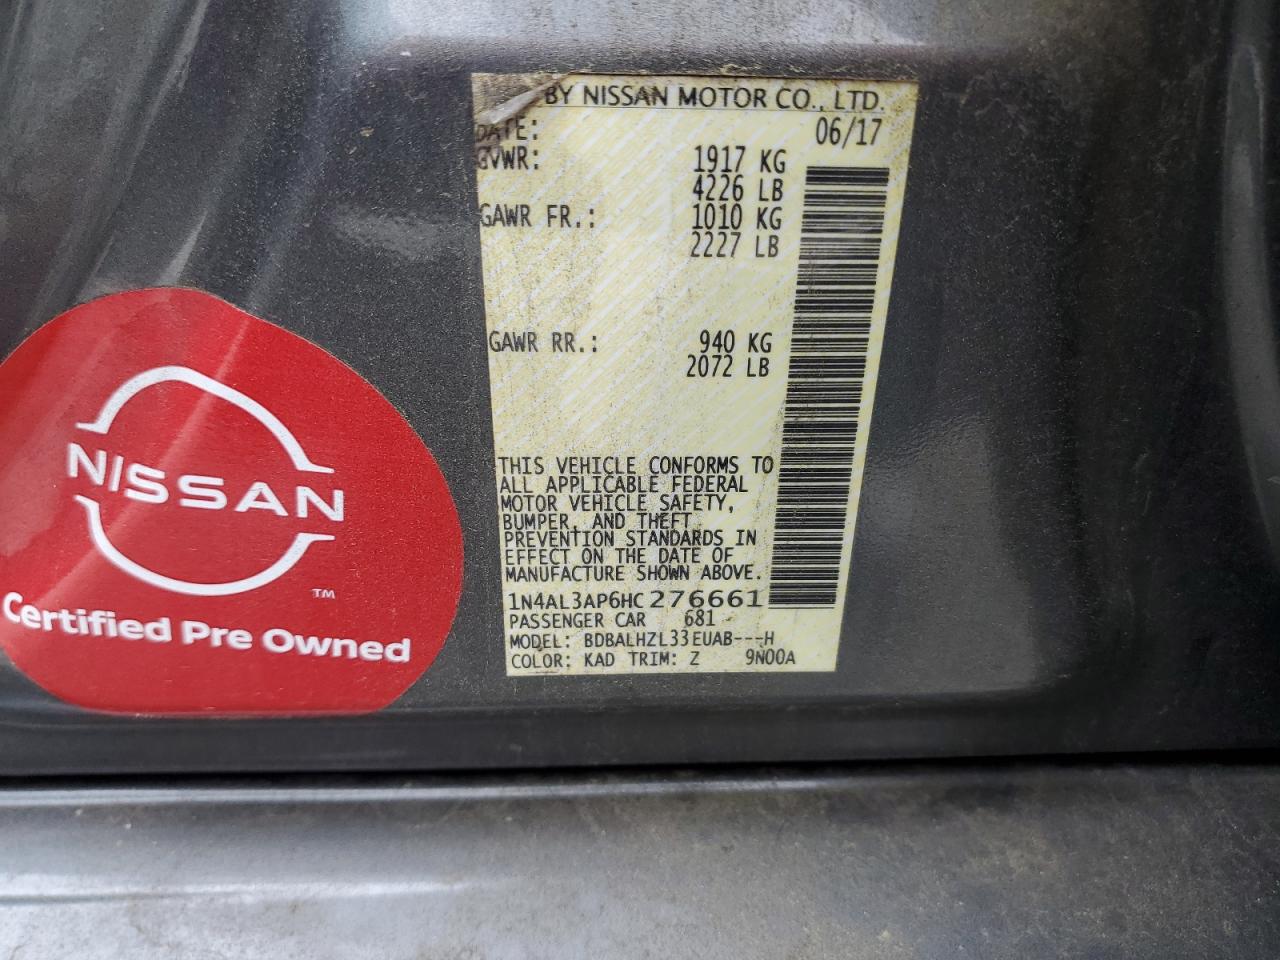 BY NISSAN MOTOR CO., LTD.
DATE: 06/17
GVWR: 1917 KG
4226 LB
GAWR FR.: 1010 KG
2227 LB
GAWR RR.: 940 KG
2072 LB
THIS VEHICLE CONFORMS TO
ALL APPLICABLE FEDERAL
MOTOR VEHICLE SAFETY,
BUMPER, AND THEFT
PREVENTION STANDARDS IN
EFFECT ON THE DATE OF
MANUFACTURE SHOWN ABOVE.
1N4AL3AP6HC276661
PASSENGER CAR 681
MODEL: BDBALHZL33EUAB---H
COLOR: KAD TRIM: Z 9N00A
NISSAN
TM
Certified Pre Owned